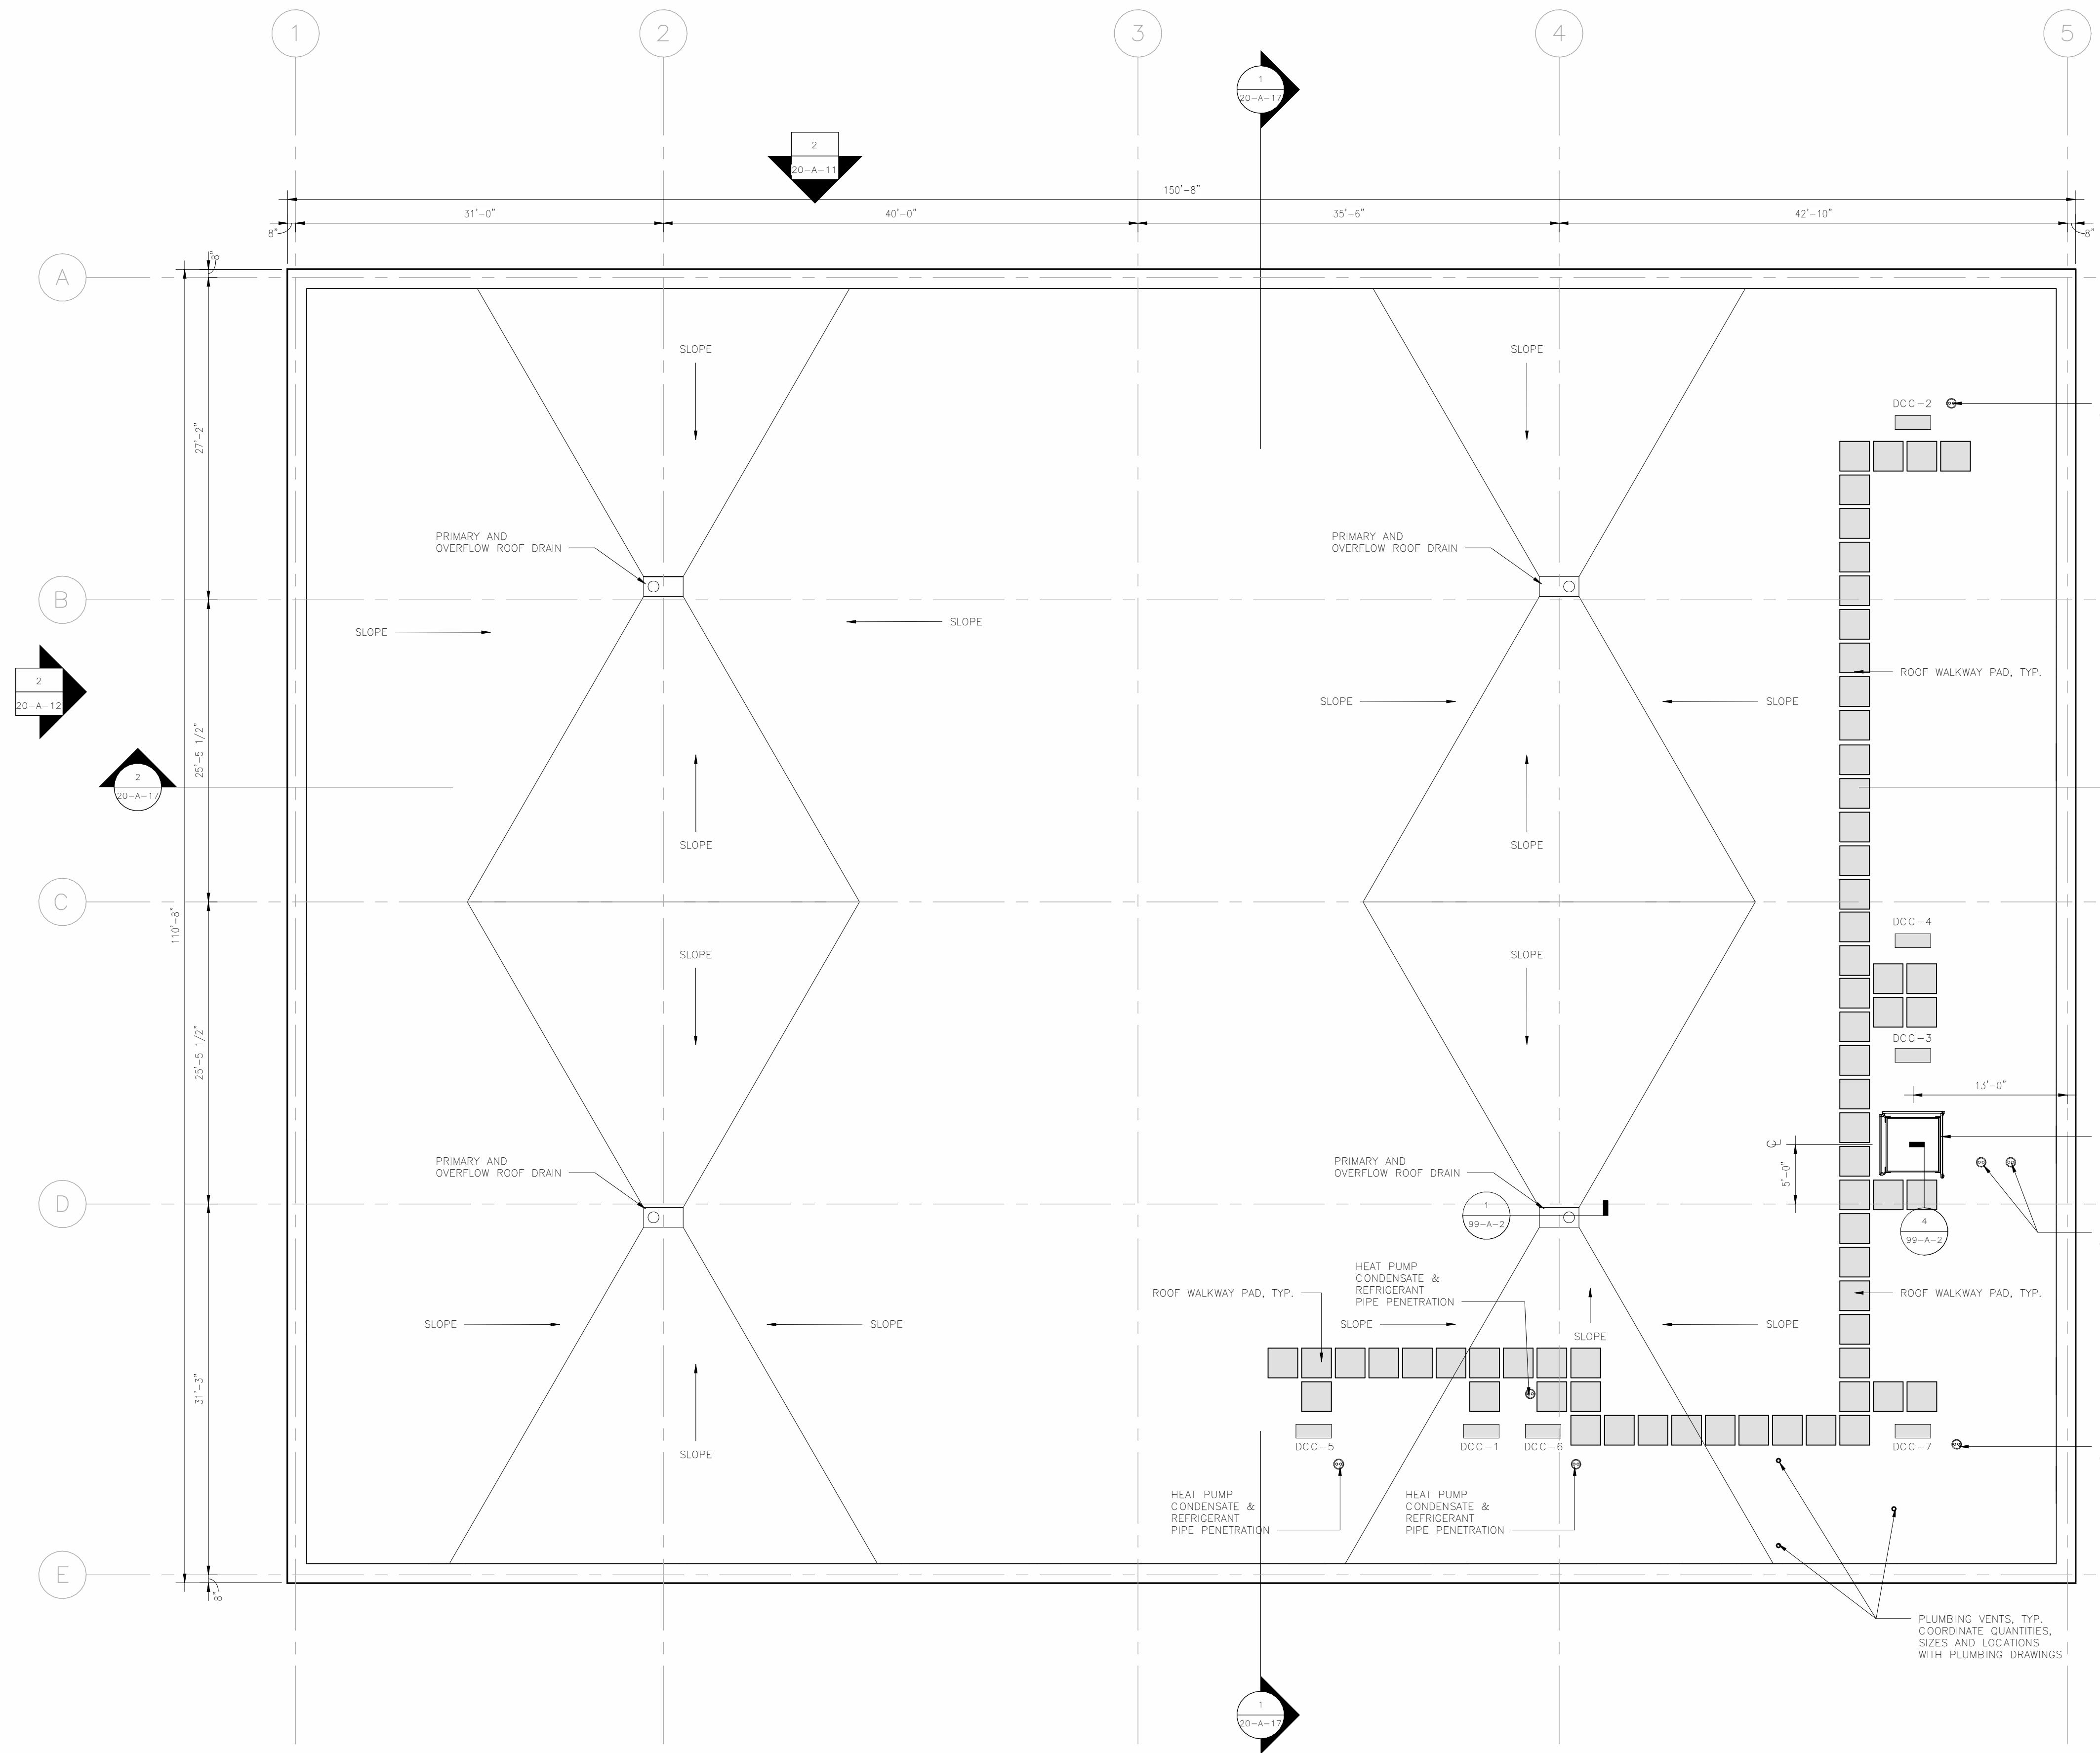 1
2
3
4
5
1
20-A-17
2
20-A-11
150'-8"
31'-0"
40'-0"
35'-6"
42'-10"
8"
8"
8"
A
SLOPE
SLOPE
DCC-2
27'-2"
PRIMARY AND
OVERFLOW ROOF DRAIN
PRIMARY AND
OVERFLOW ROOF DRAIN
B
SLOPE
SLOPE
ROOF WALKWAY PAD, TYP.
2
20-A-12
SLOPE
SLOPE
25'-5 1/2"
2
20-A-17
SLOPE
SLOPE
C
110'-8"
DCC-4
SLOPE
SLOPE
25'-5 1/2"
DCC-3
13'-0"
CL
5'-0"
PRIMARY AND
OVERFLOW ROOF DRAIN
PRIMARY AND
OVERFLOW ROOF DRAIN
D
1
99-A-2
4
99-A-2
HEAT PUMP
CONDENSATE &
REFRIGERANT
PIPE PENETRATION
ROOF WALKWAY PAD, TYP.
ROOF WALKWAY PAD, TYP.
SLOPE
SLOPE
SLOPE
SLOPE
SLOPE
31'-3"
DCC-5
DCC-1
DCC-6
DCC-7
SLOPE
HEAT PUMP
CONDENSATE &
REFRIGERANT
PIPE PENETRATION
HEAT PUMP
CONDENSATE &
REFRIGERANT
PIPE PENETRATION
E
8"
PLUMBING VENTS, TYP.
COORDINATE QUANTITIES,
SIZES AND LOCATIONS
WITH PLUMBING DRAWINGS
1
20-A-17